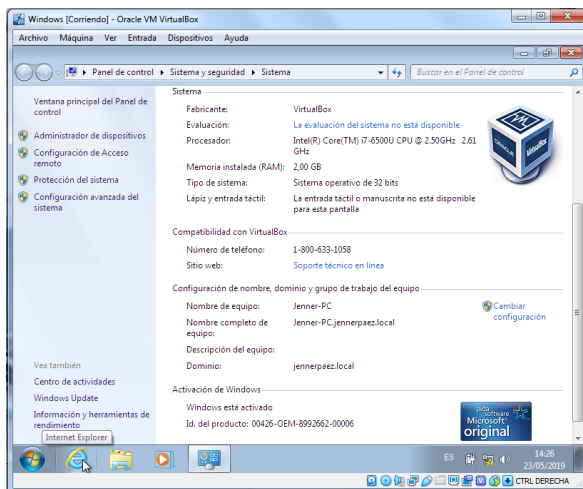 Windows [Corriendo] - Oracle VM VirtualBox
Archivo Máquina Ver Entrada Dispositivos Ayuda
Panel de control Sistema y seguridad Sistema
Buscar en el Panel de control
Ventana principal del Panel de
control
Administrador de dispositivos
Configuración de Acceso
remoto
Protección del sistema
Configuración avanzada del
sistema
Vea también
Centro de actividades
Windows Update
Información y herramientas de
rendimiento
Internet Explorer
Sistema
Fabricante: VirtualBox
Evaluación: La evaluación del sistema no está disponible
Procesador: Intel(R) Core(TM) i7-6500U CPU @ 2.50GHz 2.61
GHz
Memoria instalada (RAM): 2,00 GB
Tipo de sistema: Sistema operativo de 32 bits
Lápiz y entrada táctil: La entrada táctil o manuscrita no está disponible
para esta pantalla
ORACLE
VirtualBox
Compatibilidad con VirtualBox
Número de teléfono: 1-800-633-1058
Sitio web: Soporte técnico en línea
Configuración de nombre, dominio y grupo de trabajo del equipo
Nombre de equipo: Jenner-PC
Cambiar
configuración
Nombre completo de
equipo: Jenner-PC.jennerpaez.local
Descripción del equipo:
Dominio: jennerpaez.local
Activación de Windows
Windows está activado
Id. del producto: 00426-OEM-8992662-00006
pida
software
Microsoft
original
ES
14:26
23/05/2019
CTRL DERECHA